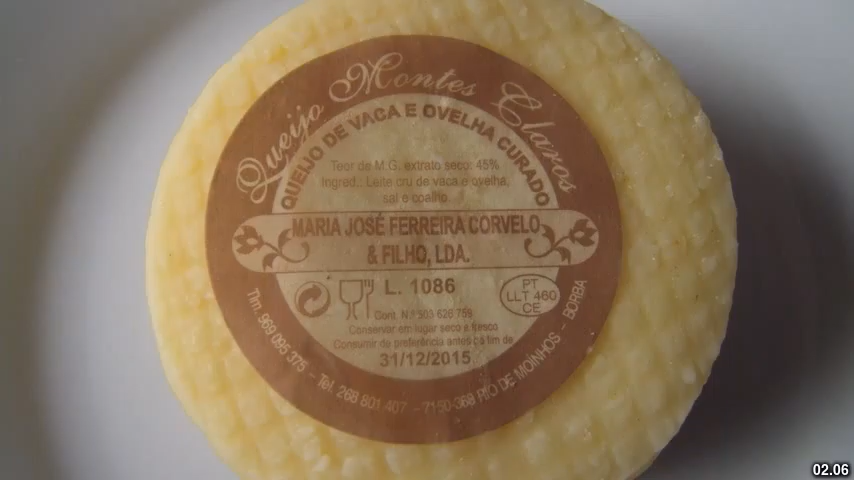 Queijo Montes Claros
QUEIJO DE VACA E OVELHA CURADO
Teor de M.G. extrato seco: 45%
Ingred.: Leite cru de vaca e ovelha,
sal e coalho.
MARIA JOSÉ FERREIRA CORVELO
& FILHO, LDA.
L. 1086
PT
LLT 460
CE
Cont. N.º 503 626 759
Conservar em lugar seco e fresco
Consumir de preferência antes do fim de
31/12/2015
Tlm. 969 095 375 - Tel. 268 801 407 - 7150-368 RIO DE MOÍNHOS - BORBA
02.06